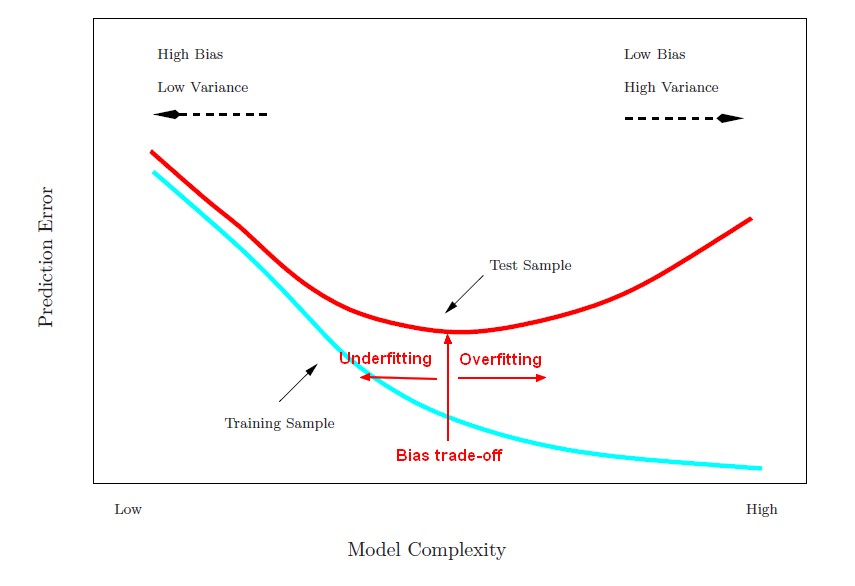 High Bias
Low Variance
Low Bias
High Variance
Prediction Error
Test Sample
Underfitting
Overfitting
Training Sample
Bias trade-off
Low
High
Model Complexity